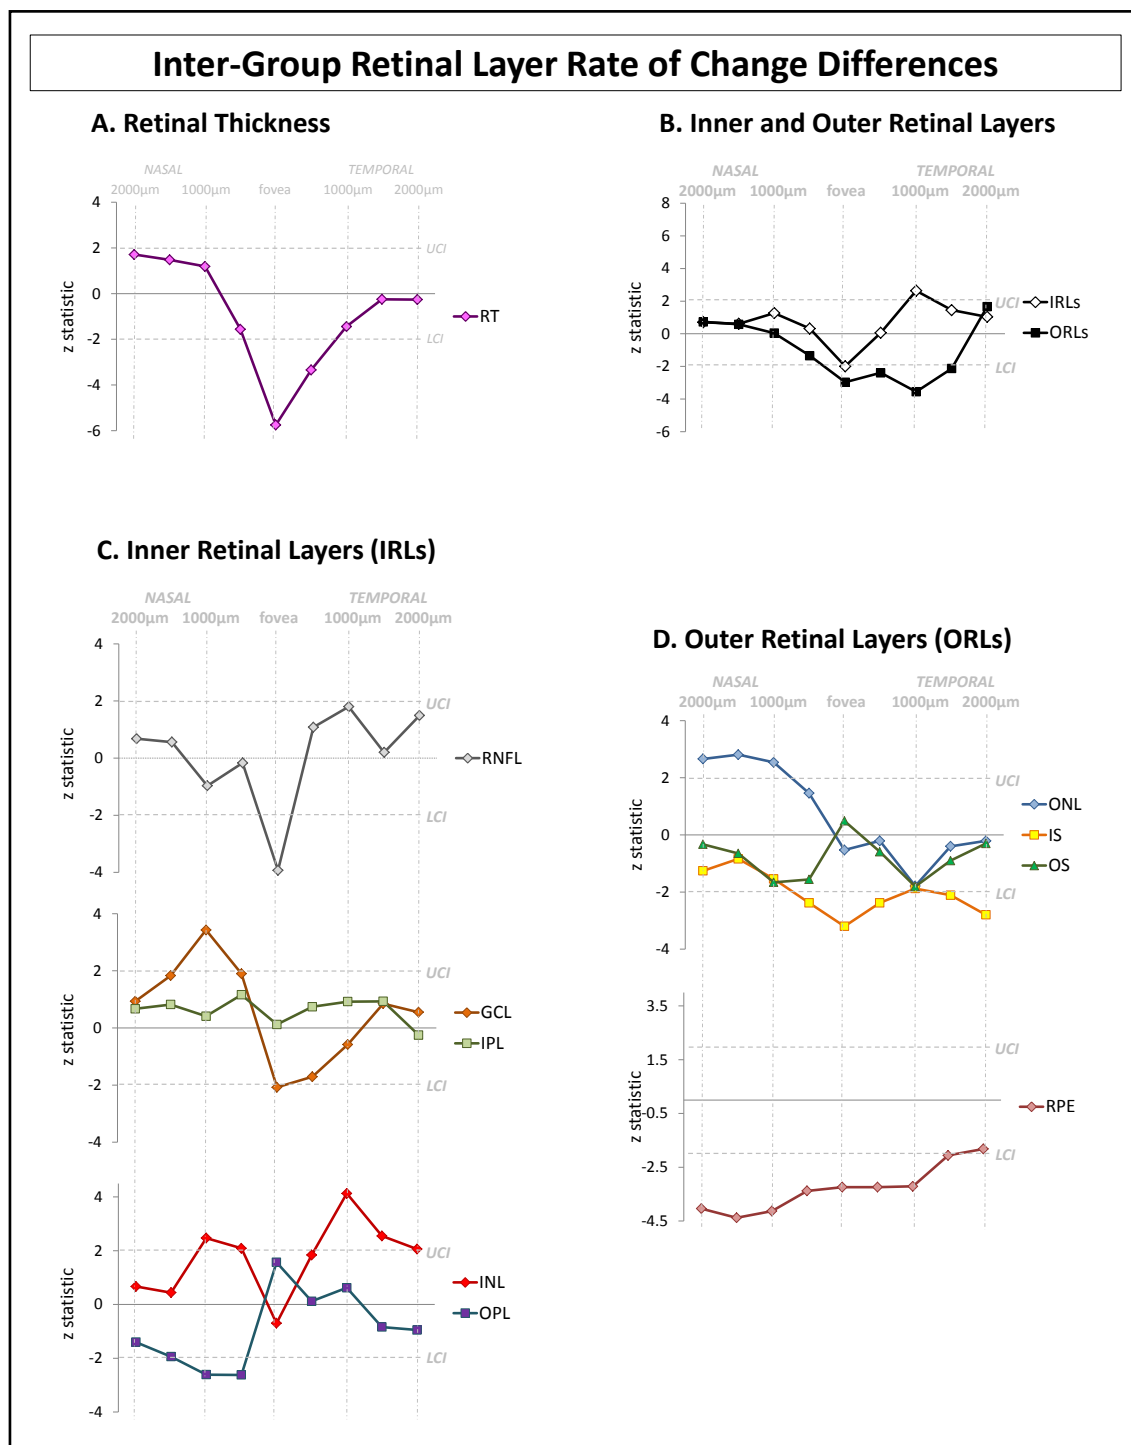 Inter-Group Retinal Layer Rate of Change Differences
A. Retinal Thickness
NASAL TEMPORAL
2000µm 1000µm fovea 1000µm 2000µm
4
2
0
-2
-4
-6
z statistic
UCI
LCI
RT
B. Inner and Outer Retinal Layers
NASAL TEMPORAL
2000µm 1000µm fovea 1000µm 2000µm
8
6
4
2
0
-2
-4
-6
z statistic
UCI
LCI
IRLs
ORLs
C. Inner Retinal Layers (IRLs)
NASAL TEMPORAL
2000µm 1000µm fovea 1000µm 2000µm
4
2
0
-2
-4
z statistic
UCI
LCI
RNFL
4
2
0
-2
-4
z statistic
UCI
LCI
GCL
IPL
4
2
0
-2
-4
z statistic
UCI
LCI
INL
OPL
D. Outer Retinal Layers (ORLs)
NASAL TEMPORAL
2000µm 1000µm fovea 1000µm 2000µm
4
2
0
-2
-4
z statistic
UCI
LCI
ONL
IS
OS
3.5
1.5
-0.5
-2.5
-4.5
z statistic
UCI
LCI
RPE